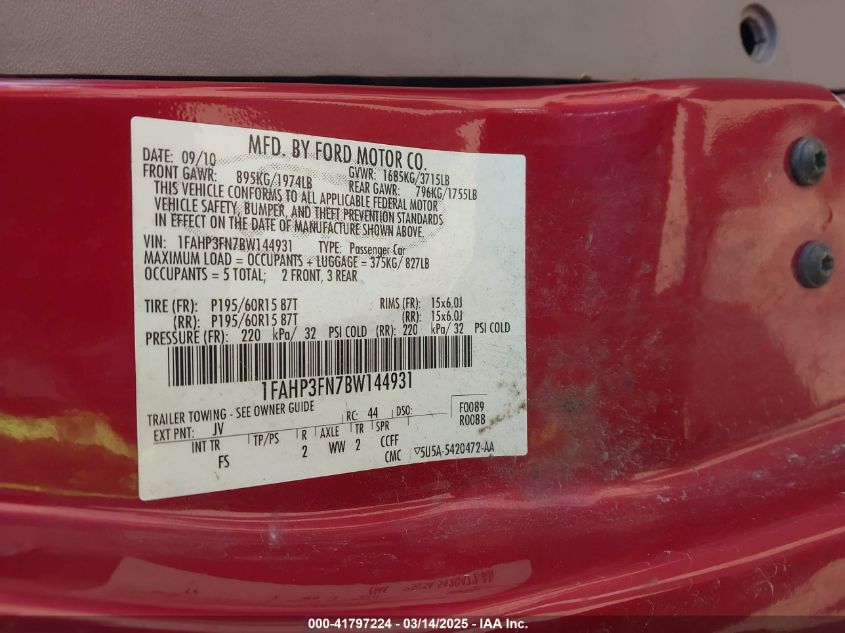 MFD. BY FORD MOTOR CO.
DATE: 09/10 GVWR: 1685KG/3715LB
FRONT GAWR: 895KG/1974LB REAR GAWR: 796KG/1755LB
THIS VEHICLE CONFORMS TO ALL APPLICABLE FEDERAL MOTOR
VEHICLE SAFETY, BUMPER, AND THEFT PREVENTION STANDARDS
IN EFFECT ON THE DATE OF MANUFACTURE SHOWN ABOVE.
VIN: 1FAHP3FN7BW144931 TYPE: Passenger Car
MAXIMUM LOAD = OCCUPANTS + LUGGAGE = 375KG/ 827LB
OCCUPANTS = 5 TOTAL; 2 FRONT, 3 REAR
TIRE (FR): P195/60R15 87T RIMS (FR): 15x6.0J
(RR): P195/60R15 87T (RR): 15x6.0J
PRESSURE (FR): 220 kPa/ 32 PSI COLD (RR): 220 kPa/ 32 PSI COLD
1FAHP3FN7BW144931
TRAILER TOWING - SEE OWNER GUIDE RC: 44 DSO: F0089
EXT PNT: JV R0088
INT TR TP/PS R AXLE TR SPR
FS 2 WW 2 CCFF
CMC ▽5U5A-5420472-AA
000-41797224 - 03/14/2025 - IAA Inc.